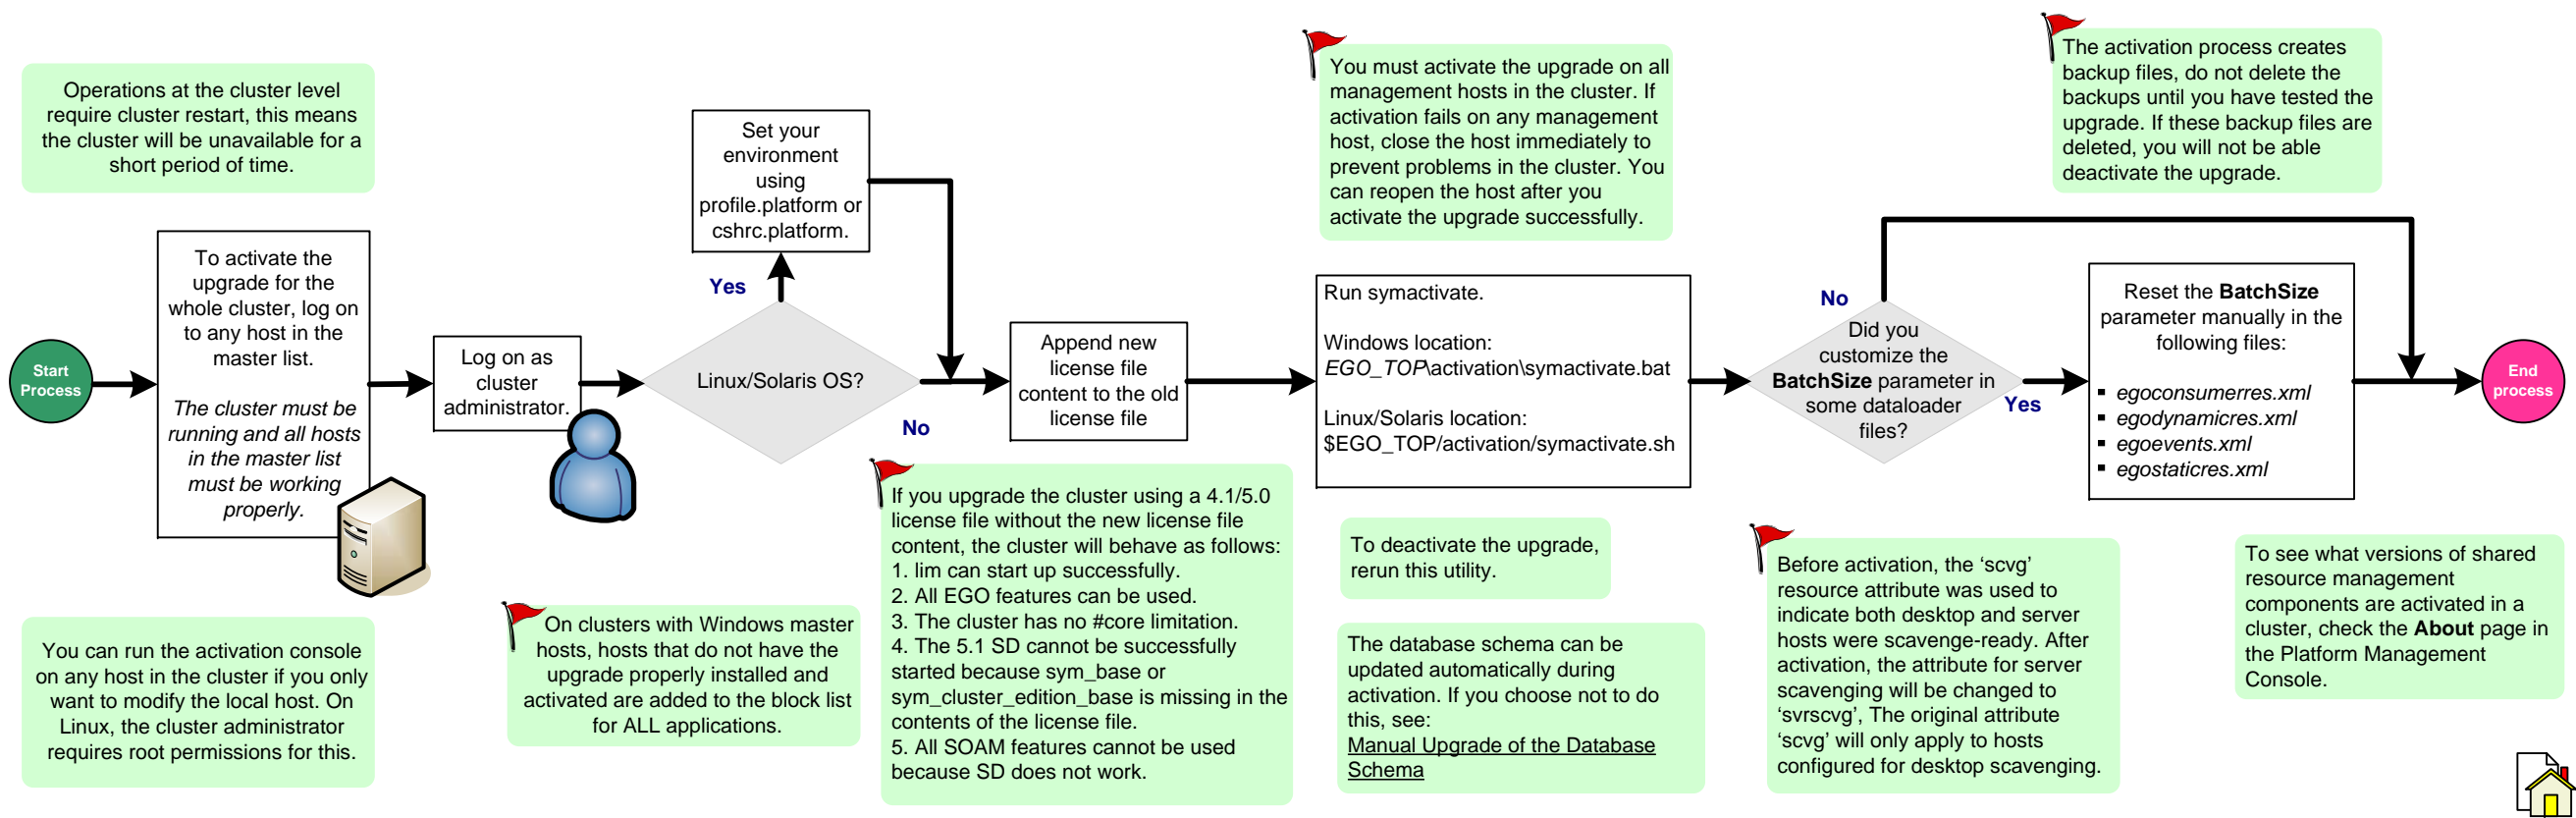 Operations at the cluster level
require cluster restart, this means
the cluster will be unavailable for a
short period of time.
Start
Process
To activate the
upgrade for the
whole cluster, log on
to any host in the
master list.
The cluster must be
running and all hosts
in the master list
must be working
properly.
You can run the activation console
on any host in the cluster if you only
want to modify the local host. On
Linux, the cluster administrator
requires root permissions for this.
Log on as
cluster
administrator.
On clusters with Windows master
hosts, hosts that do not have the
upgrade properly installed and
activated are added to the block list
for ALL applications.
Linux/Solaris OS?
Yes
Set your
environment
using
profile.platform or
cshrc.platform.
No
Append new
license file
content to the old
license file
If you upgrade the cluster using a 4.1/5.0
license file without the new license file
content, the cluster will behave as follows:
1. lim can start up successfully.
2. All EGO features can be used.
3. The cluster has no #core limitation.
4. The 5.1 SD cannot be successfully
started because sym_base or
sym_cluster_edition_base is missing in the
contents of the license file.
5. All SOAM features cannot be used
because SD does not work.
You must activate the upgrade on all
management hosts in the cluster. If
activation fails on any management
host, close the host immediately to
prevent problems in the cluster. You
can reopen the host after you
activate the upgrade successfully.
Run symactivate.
Windows location:
EGO_TOP\activation\symactivate.bat
Linux/Solaris location:
$EGO_TOP/activation/symactivate.sh
To deactivate the upgrade,
rerun this utility.
The database schema can be
updated automatically during
activation. If you choose not to do
this, see:
Manual Upgrade of the Database
Schema
Did you
customize the
BatchSize parameter in
some dataloader
files?
No
Yes
Before activation, the ‘scvg’
resource attribute was used to
indicate both desktop and server
hosts were scavenge-ready. After
activation, the attribute for server
scavenging will be changed to
‘svrscvg’, The original attribute
‘scvg’ will only apply to hosts
configured for desktop scavenging.
The activation process creates
backup files, do not delete the
backups until you have tested the
upgrade. If these backup files are
deleted, you will not be able
deactivate the upgrade.
Reset the BatchSize
parameter manually in the
following files:
▪ egoconsumerres.xml
▪ egodynamicres.xml
▪ egoevents.xml
▪ egostaticres.xml
To see what versions of shared
resource management
components are activated in a
cluster, check the About page in
the Platform Management
Console.
End
process